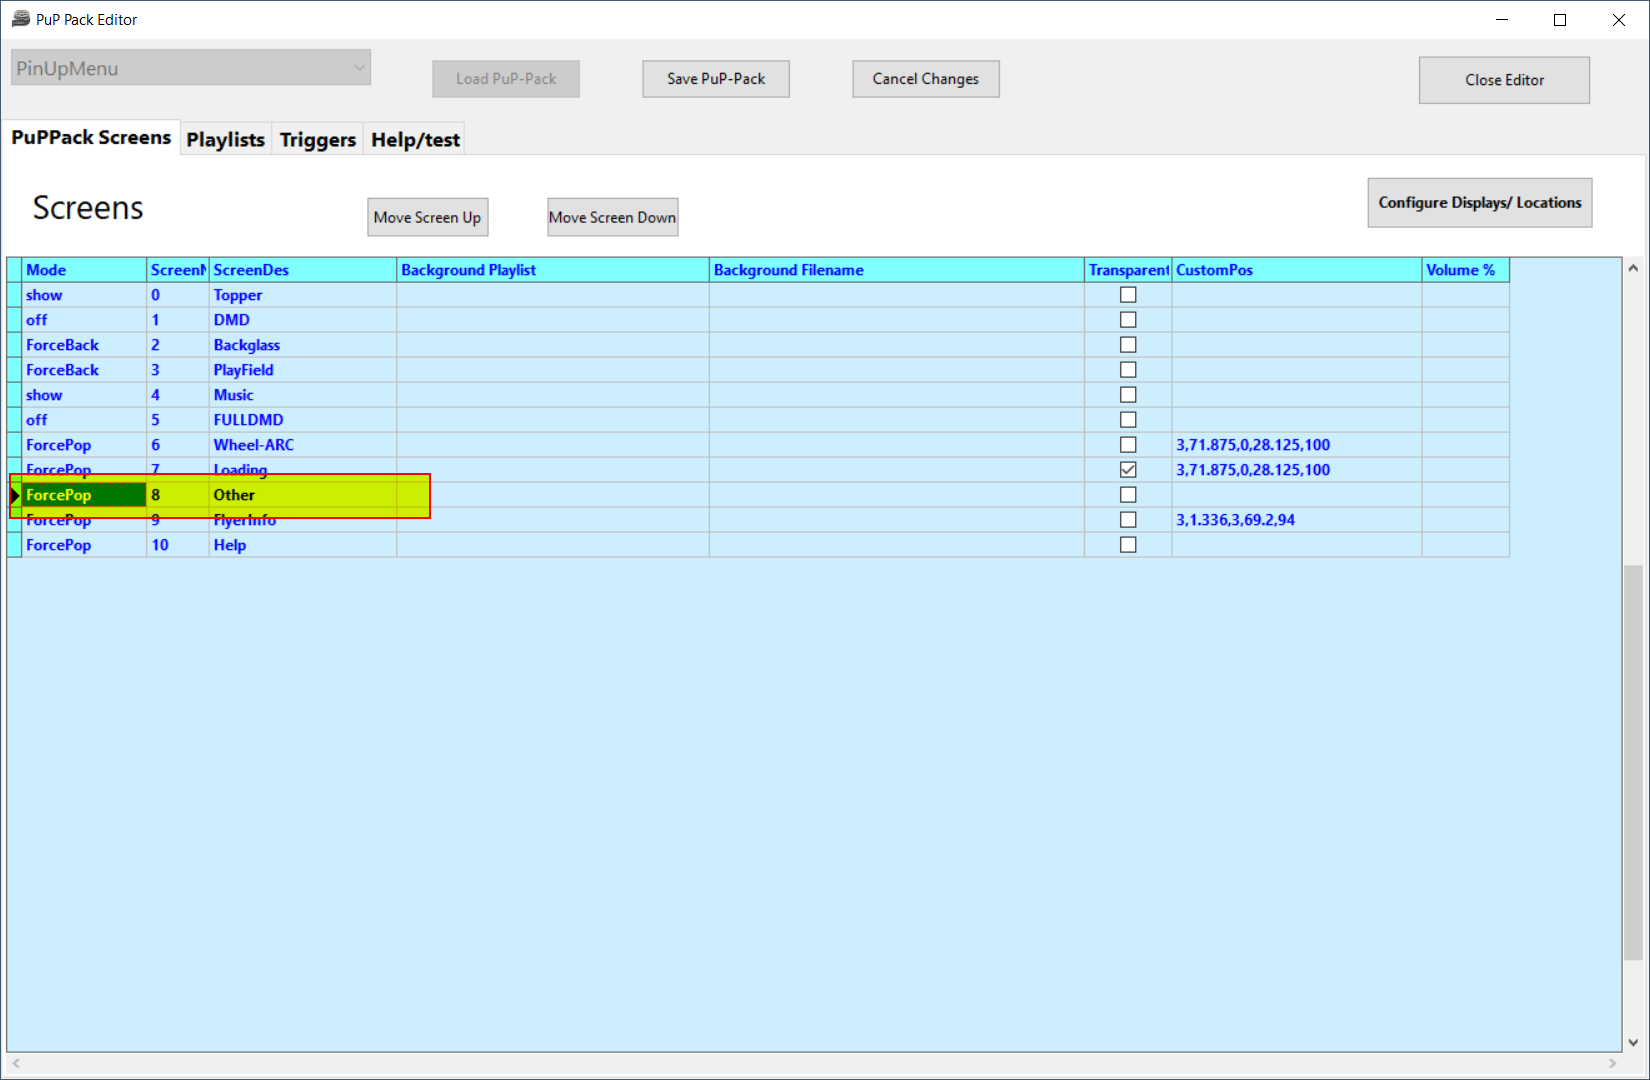 PuP Pack Editor
PinUpMenu
Load PuP-Pack
Save PuP-Pack
Cancel Changes
Close Editor
PuPPack Screens Playlists Triggers Help/test
Screens
Move Screen Up
Move Screen Down
Configure Displays/ Locations
Mode ScreenN ScreenDes Background Playlist Background Filename Transparent CustomPos Volume %
show 0 Topper
off 1 DMD
ForceBack 2 Backglass
ForceBack 3 PlayField
show 4 Music
off 5 FULLDMD
ForcePop 6 Wheel-ARC 3,71.875,0,28.125,100
ForcePop 7 Loading 3,71.875,0,28.125,100
ForcePop 8 Other
ForcePop 9 FlyerInfo 3,1.336,3,69.2,94
ForcePop 10 Help